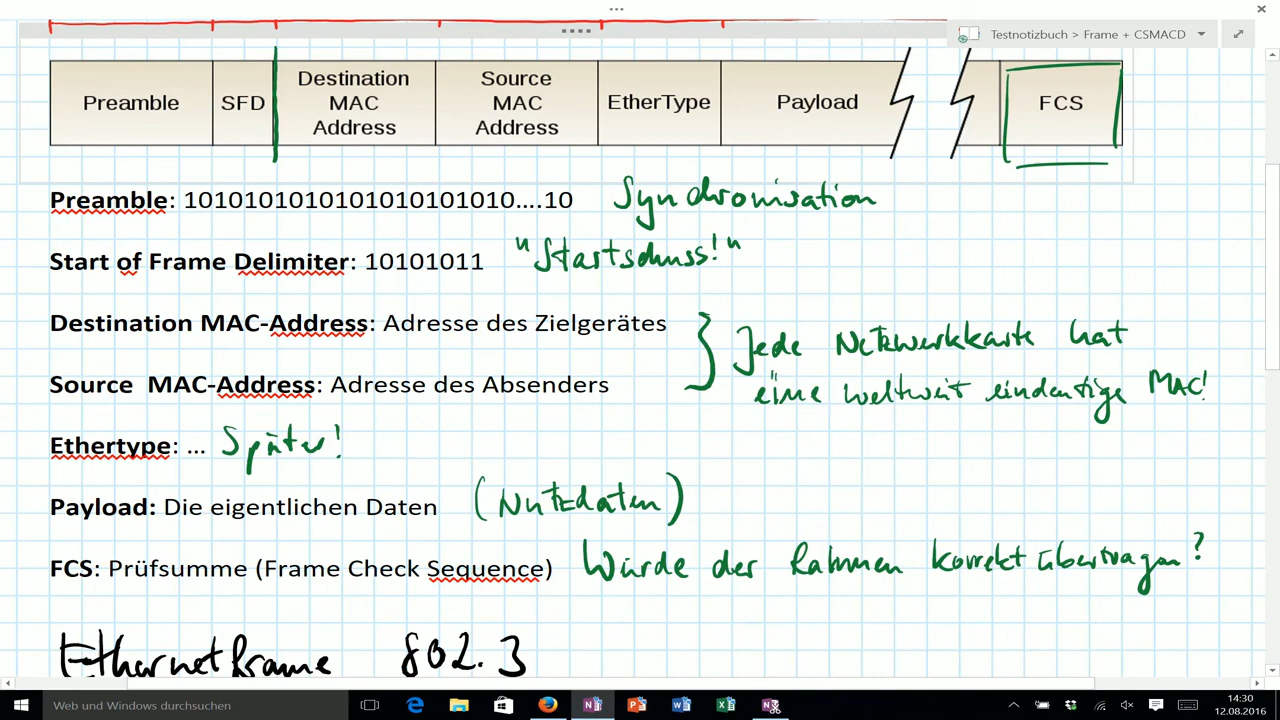 Testnotizbuch > Frame + CSMACD
Preamble
SFD
Destination
MAC
Address
Source
MAC
Address
EtherType
Payload
FCS
Preamble: 1010101010101010101010....10 Synchronisation
Start of Frame Delimiter: 10101011 "Startschuss!"
Destination MAC-Address: Adresse des Zielgerätes
Jede Netzwerkkarte hat
Source MAC-Address: Adresse des Absenders
eine weltweit eindeutige MAC!
Ethertype: ... Später!
Payload: Die eigentlichen Daten (Nutzdaten)
FCS: Prüfsumme (Frame Check Sequence) Wurde der Rahmen korrekt übertragen?
Ethernetframe 802.3
Web und Windows durchsuchen
14:30
12.08.2016